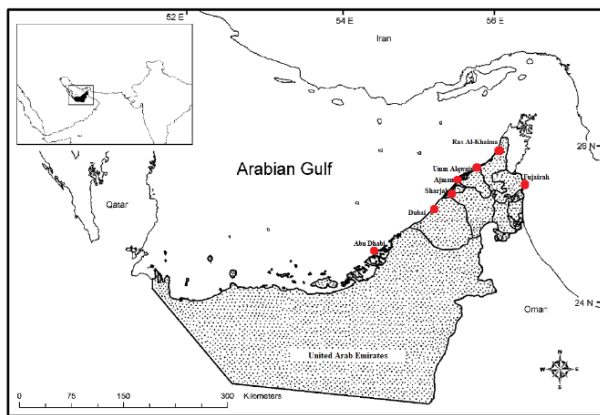 52 E
54 E
56 E
Iran
Ras Al-Khaima
26 N
Umm Alqwain
Arabian Gulf
Ajman
Fujairah
Sharjah
Qatar
Dubai
Abu Dhabi
24 N
Oman
United Arab Emirates
N
W
E
S
0
75
150
300
Kilometers